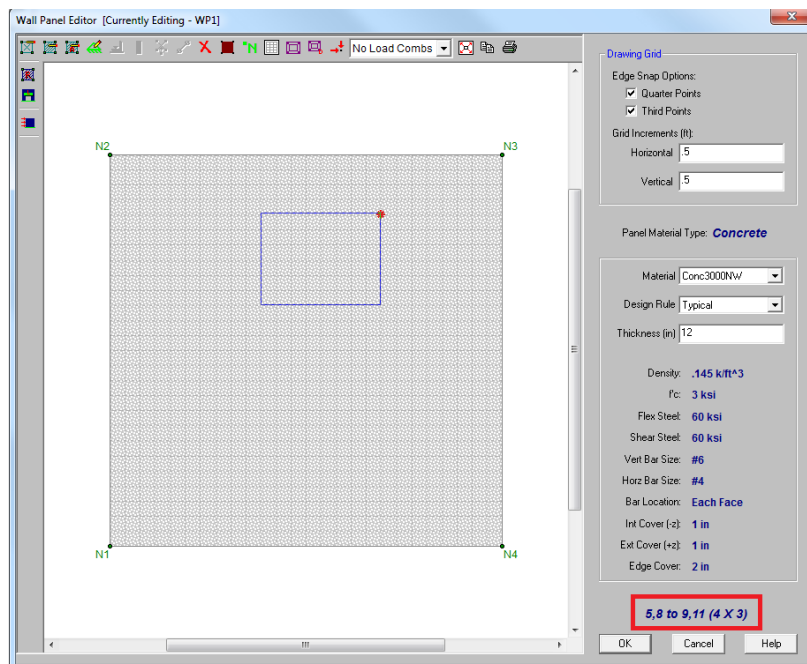 Wall Panel Editor [Currently Editing - WP1]
No Load Combs
Drawing Grid
Edge Snap Options:
Quarter Points
Third Points
Grid Increments (ft):
Horizontal .5
Vertical .5
Panel Material Type: Concrete
Material Conc3000NW
Design Rule Typical
Thickness (in) 12
Density: .145 k/ft^3
f'c: 3 ksi
Flex Steel: 60 ksi
Shear Steel: 60 ksi
Vert Bar Size: #6
Horz Bar Size: #4
Bar Location: Each Face
Int Cover (-z): 1 in
Ext Cover (+z): 1 in
Edge Cover: 2 in
5,8 to 9,11 (4 X 3)
OK Cancel Help
N2 N3
N1 N4